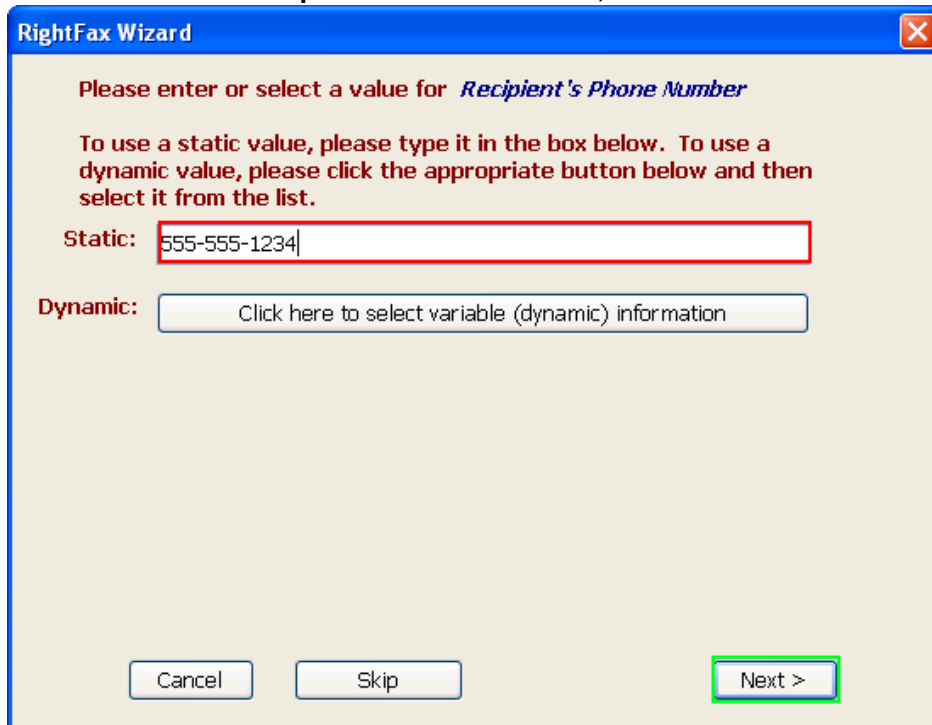 RightFax Wizard
Please enter or select a value for Recipient's Phone Number
To use a static value, please type it in the box below. To use a
dynamic value, please click the appropriate button below and then
select it from the list.
Static: 555-555-1234
Dynamic: Click here to select variable (dynamic) information
Cancel Skip Next >